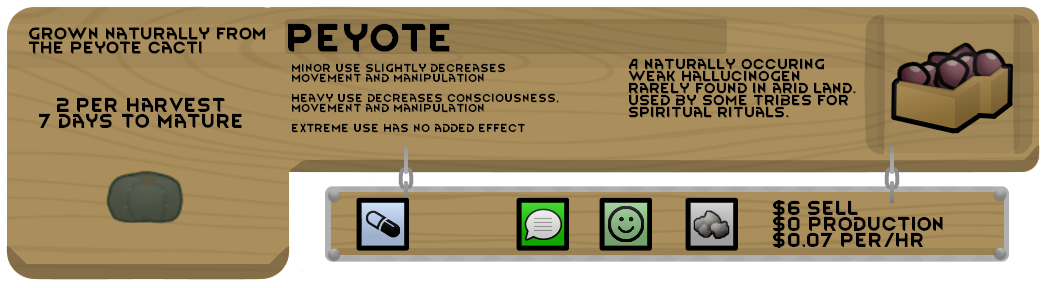 GROWN NATURALLY FROM
THE PEYOTE CACTI
2 PER HARVEST
7 DAYS TO MATURE
PEYOTE
MINOR USE SLIGHTLY DECREASES
MOVEMENT AND MANIPULATION
HEAVY USE DECREASES CONSCIOUSNESS,
MOVEMENT AND MANIPULATION
EXTREME USE HAS NO ADDED EFFECT
A NATURALLY OCCURING
WEAK HALLUCINOGEN
RARELY FOUND IN ARID LAND.
USED BY SOME TRIBES FOR
SPIRITUAL RITUALS.
$6 SELL
$0 PRODUCTION
$0.07 PER/HR